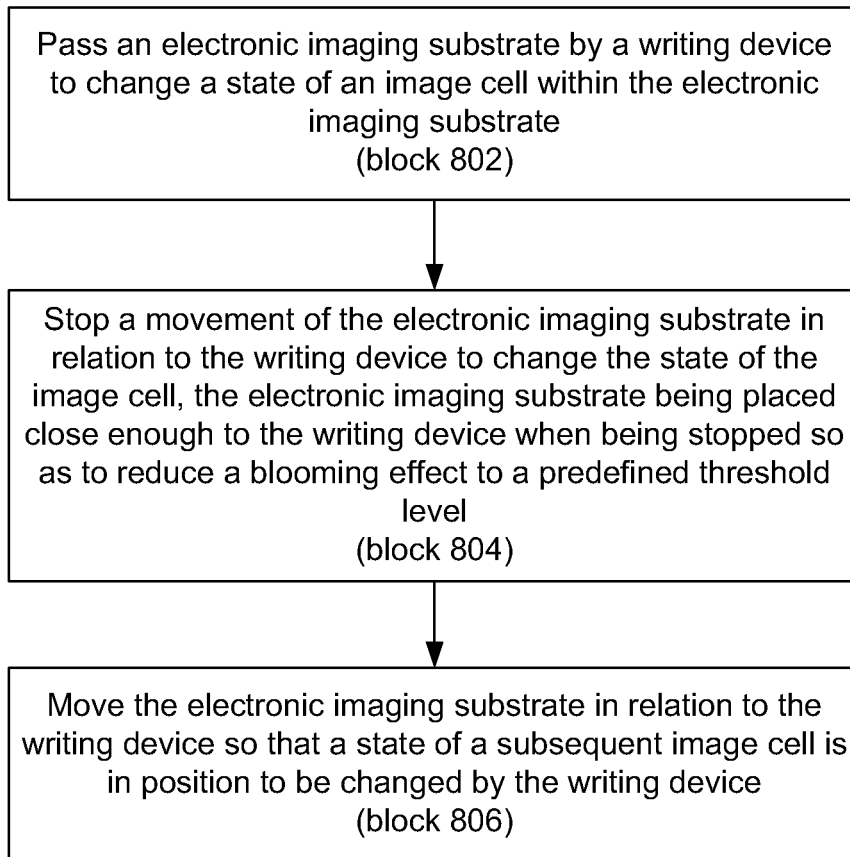 Pass an electronic imaging substrate by a writing device
to change a state of an image cell within the electronic
imaging substrate
(block 802)
Stop a movement of the electronic imaging substrate in
relation to the writing device to change the state of the
image cell, the electronic imaging substrate being placed
close enough to the writing device when being stopped so
as to reduce a blooming effect to a predefined threshold
level
(block 804)
Move the electronic imaging substrate in relation to the
writing device so that a state of a subsequent image cell is
in position to be changed by the writing device
(block 806)